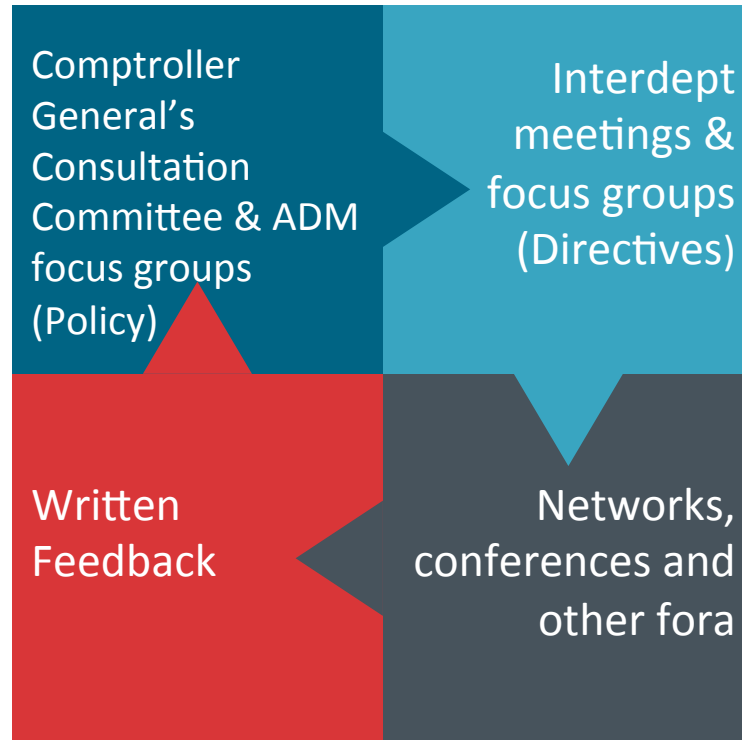 Comptroller
General’s
Consultation
Committee & ADM
focus groups
(Policy)
Interdept
meetings &
focus groups
(Directives)
Written
Feedback
Networks,
conferences and
other fora